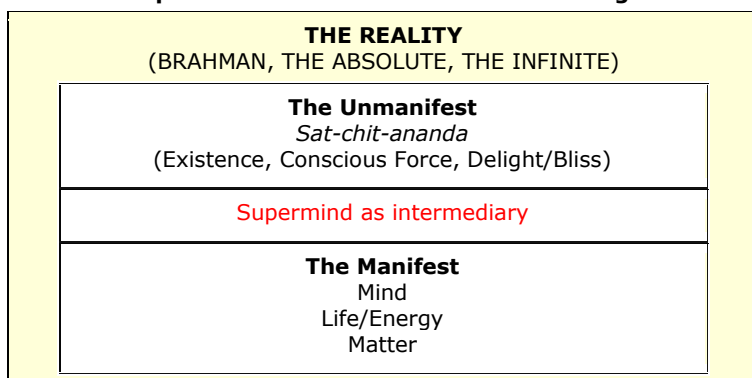 THE REALITY
(BRAHMAN, THE ABSOLUTE, THE INFINITE)
The Unmanifest
Sat-chit-ananda
(Existence, Conscious Force, Delight/Bliss)
Supermind as intermediary
The Manifest
Mind
Life/Energy
Matter